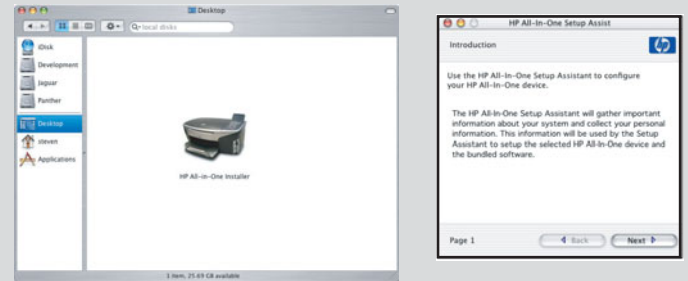 Desktop
Q- local disks
iDisk
Development
Jaguar
Panther
Desktop
steven
Applications
HP All-in-One Installer
1 item, 25.69 GB available
HP All-In-One Setup Assist
Introduction
hp
Use the HP All-In-One Setup Assistant to configure
your HP All-In-One device.
The HP All-In-One Setup Assistant will gather important
information about your system and collect your personal
information. This information will be used by the Setup
Assistant to setup the selected HP All-In-One device and
the bundled software.
Page 1
Back
Next